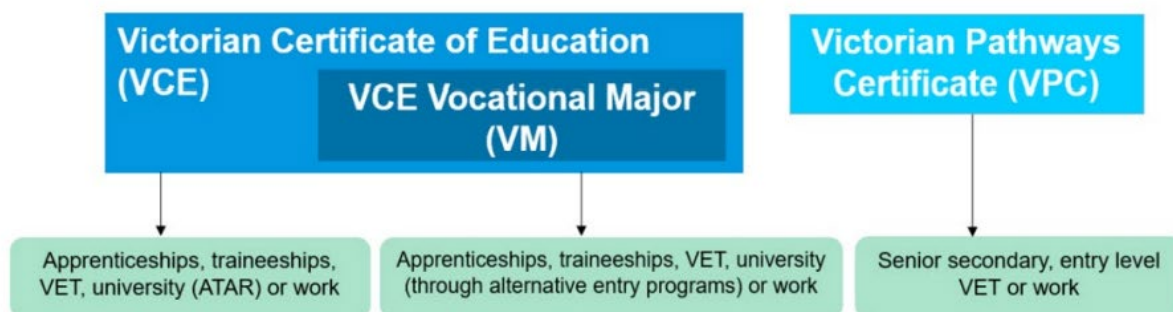 Victorian Certificate of Education
(VCE)
VCE Vocational Major
(VM)
Victorian Pathways
Certificate (VPC)
Apprenticeships, traineeships,
VET, university (ATAR) or work
Apprenticeships, traineeships, VET, university
(through alternative entry programs) or work
Senior secondary, entry level
VET or work